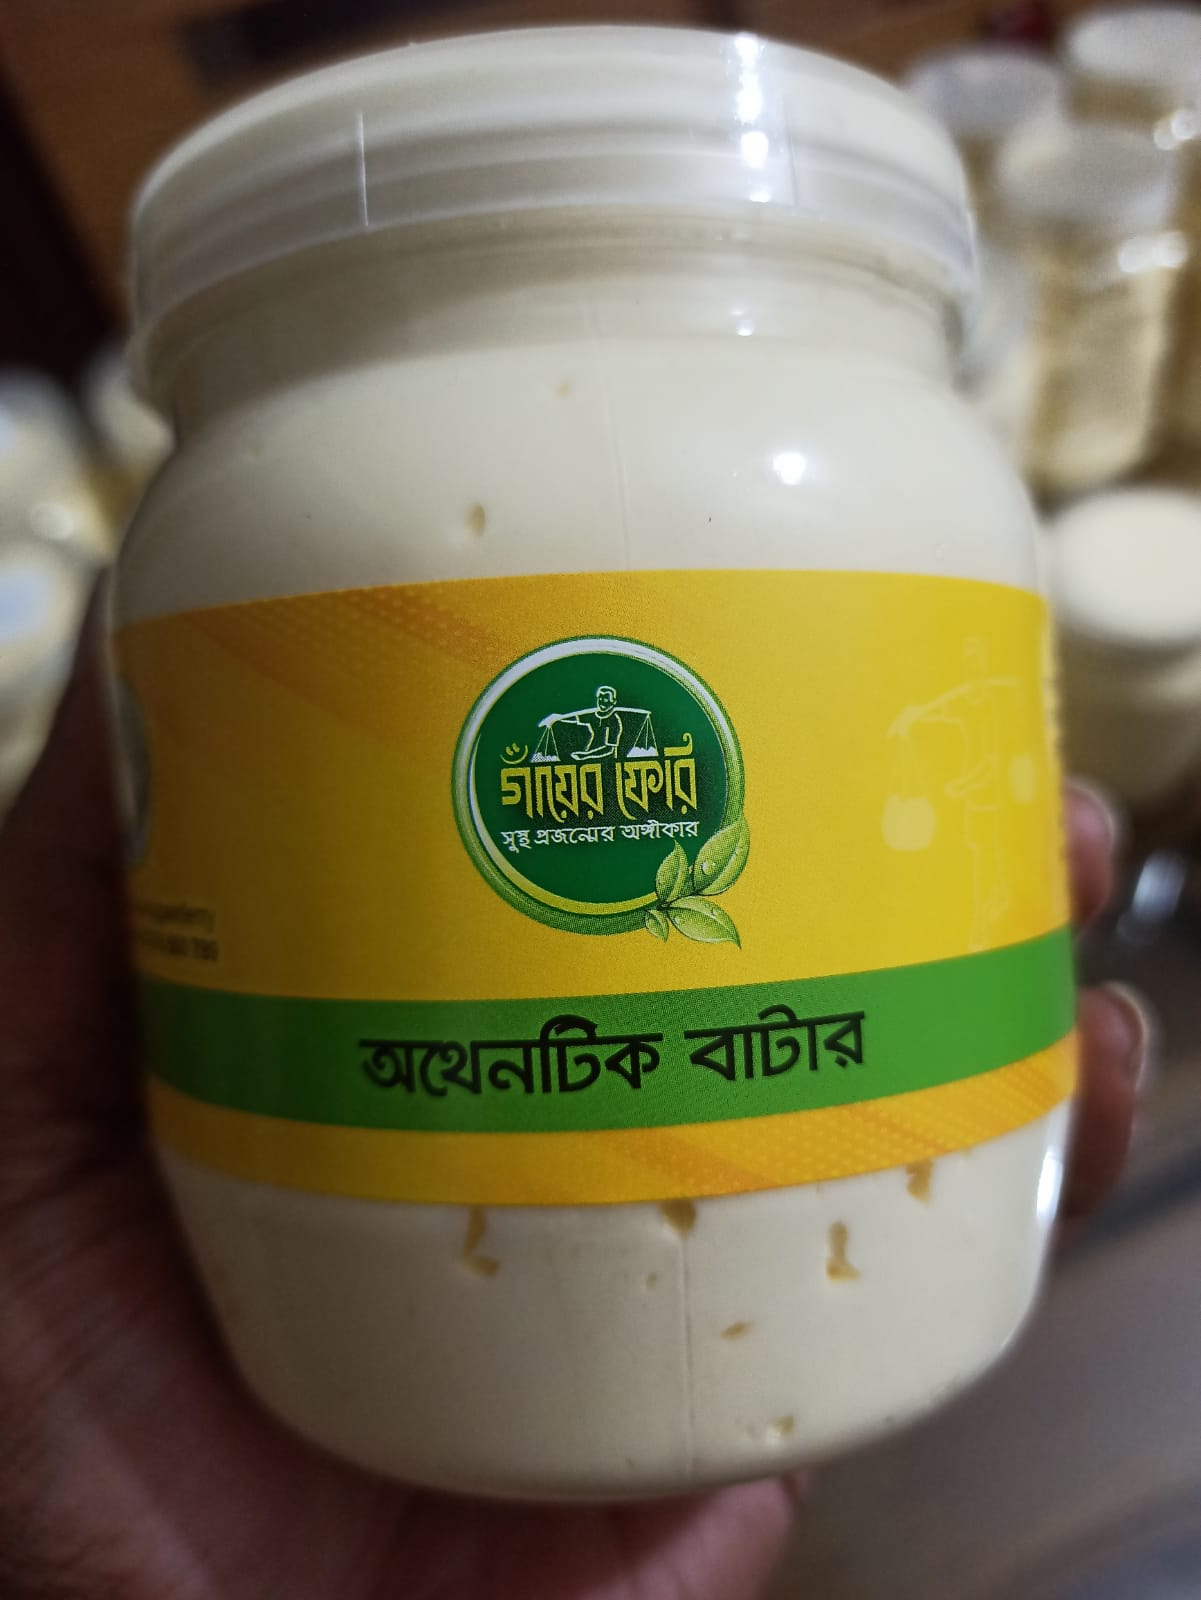 গাঁয়ের ফেরি
সুস্থ প্রজন্মের অঙ্গীকার
অথেনটিক বাটার